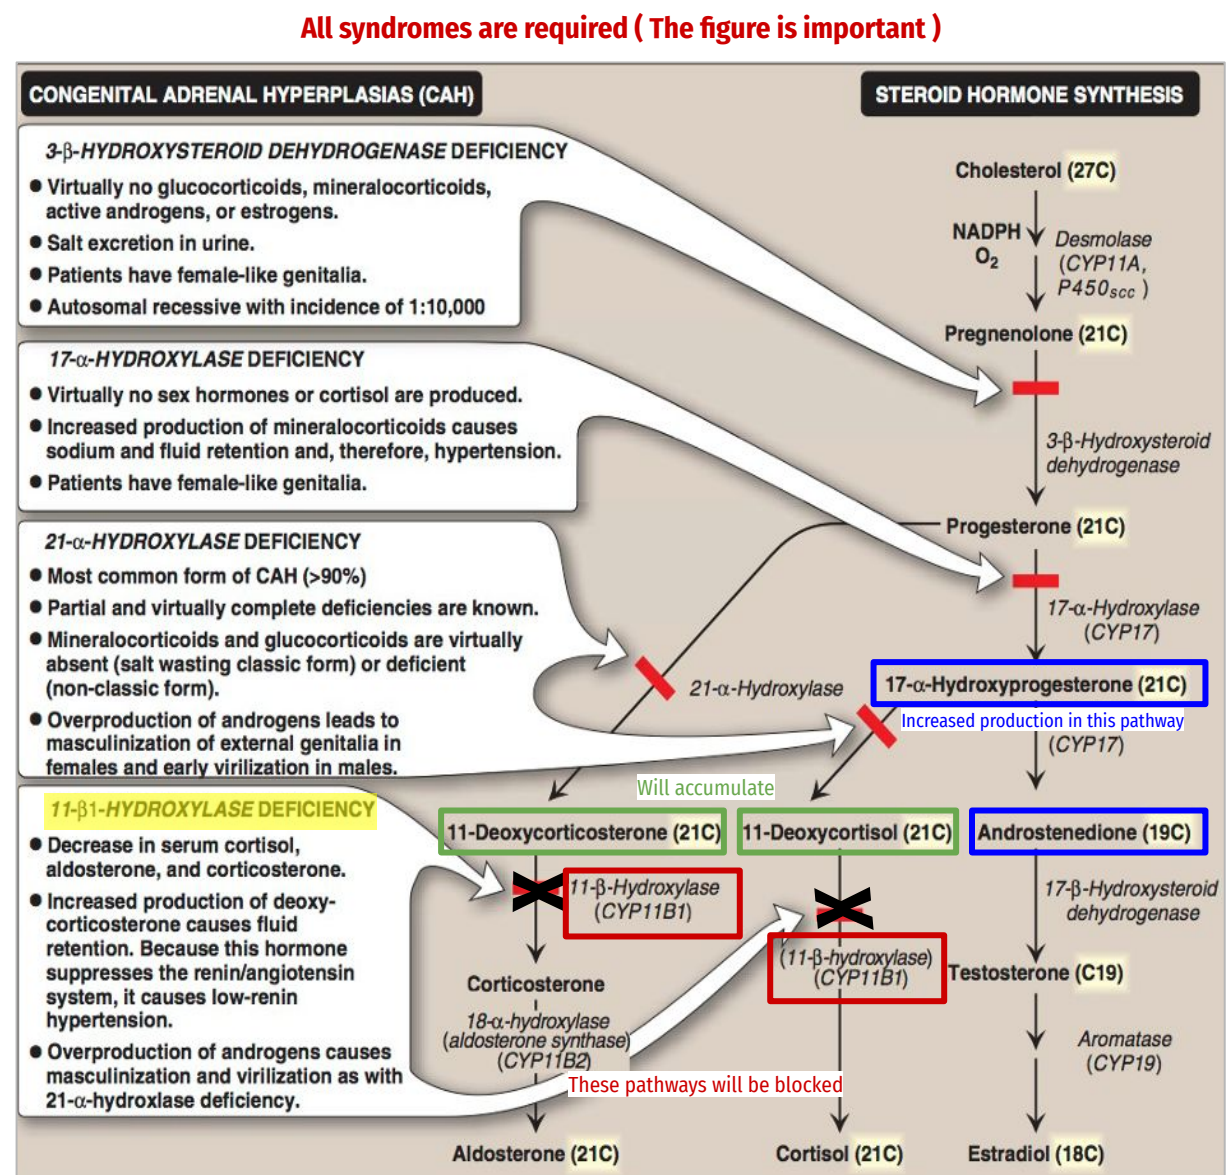 All syndromes are required ( The figure is important )
CONGENITAL ADRENAL HYPERPLASIAS (CAH)
3-β-HYDROXYSTEROID DEHYDROGENASE DEFICIENCY
● Virtually no glucocorticoids, mineralocorticoids,
active androgens, or estrogens.
● Salt excretion in urine.
● Patients have female-like genitalia.
● Autosomal recessive with incidence of 1:10,000
17-α-HYDROXYLASE DEFICIENCY
● Virtually no sex hormones or cortisol are produced.
● Increased production of mineralocorticoids causes
sodium and fluid retention and, therefore, hypertension.
● Patients have female-like genitalia.
21-α-HYDROXYLASE DEFICIENCY
● Most common form of CAH (>90%)
● Partial and virtually complete deficiencies are known.
● Mineralocorticoids and glucocorticoids are virtually
absent (salt wasting classic form) or deficient
(non-classic form).
● Overproduction of androgens leads to
masculinization of external genitalia in
females and early virilization in males.
11-β1-HYDROXYLASE DEFICIENCY
● Decrease in serum cortisol,
aldosterone, and corticosterone.
● Increased production of deoxy-
corticosterone causes fluid
retention. Because this hormone
suppresses the renin/angiotensin
system, it causes low-renin
hypertension.
● Overproduction of androgens causes
masculinization and virilization as with
21-α-hydroxlase deficiency.
STEROID HORMONE SYNTHESIS
Cholesterol (27C)
NADPH
O2
Desmolase
(CYP11A,
P450scc )
Pregnenolone (21C)
3-β-Hydroxysteroid
dehydrogenase
Progesterone (21C)
17-α-Hydroxylase
(CYP17)
21-α-Hydroxylase
17-α-Hydroxyprogesterone (21C)
Increased production in this pathway
(CYP17)
Will accumulate
11-Deoxycorticosterone (21C)
11-Deoxycortisol (21C)
Androstenedione (19C)
11-β-Hydroxylase
(CYP11B1)
(11-β-hydroxylase)
(CYP11B1)
17-β-Hydroxysteroid
dehydrogenase
Corticosterone
Testosterone (C19)
18-α-hydroxylase
(aldosterone synthase)
(CYP11B2)
Aromatase
(CYP19)
These pathways will be blocked
Aldosterone (21C)
Cortisol (21C)
Estradiol (18C)